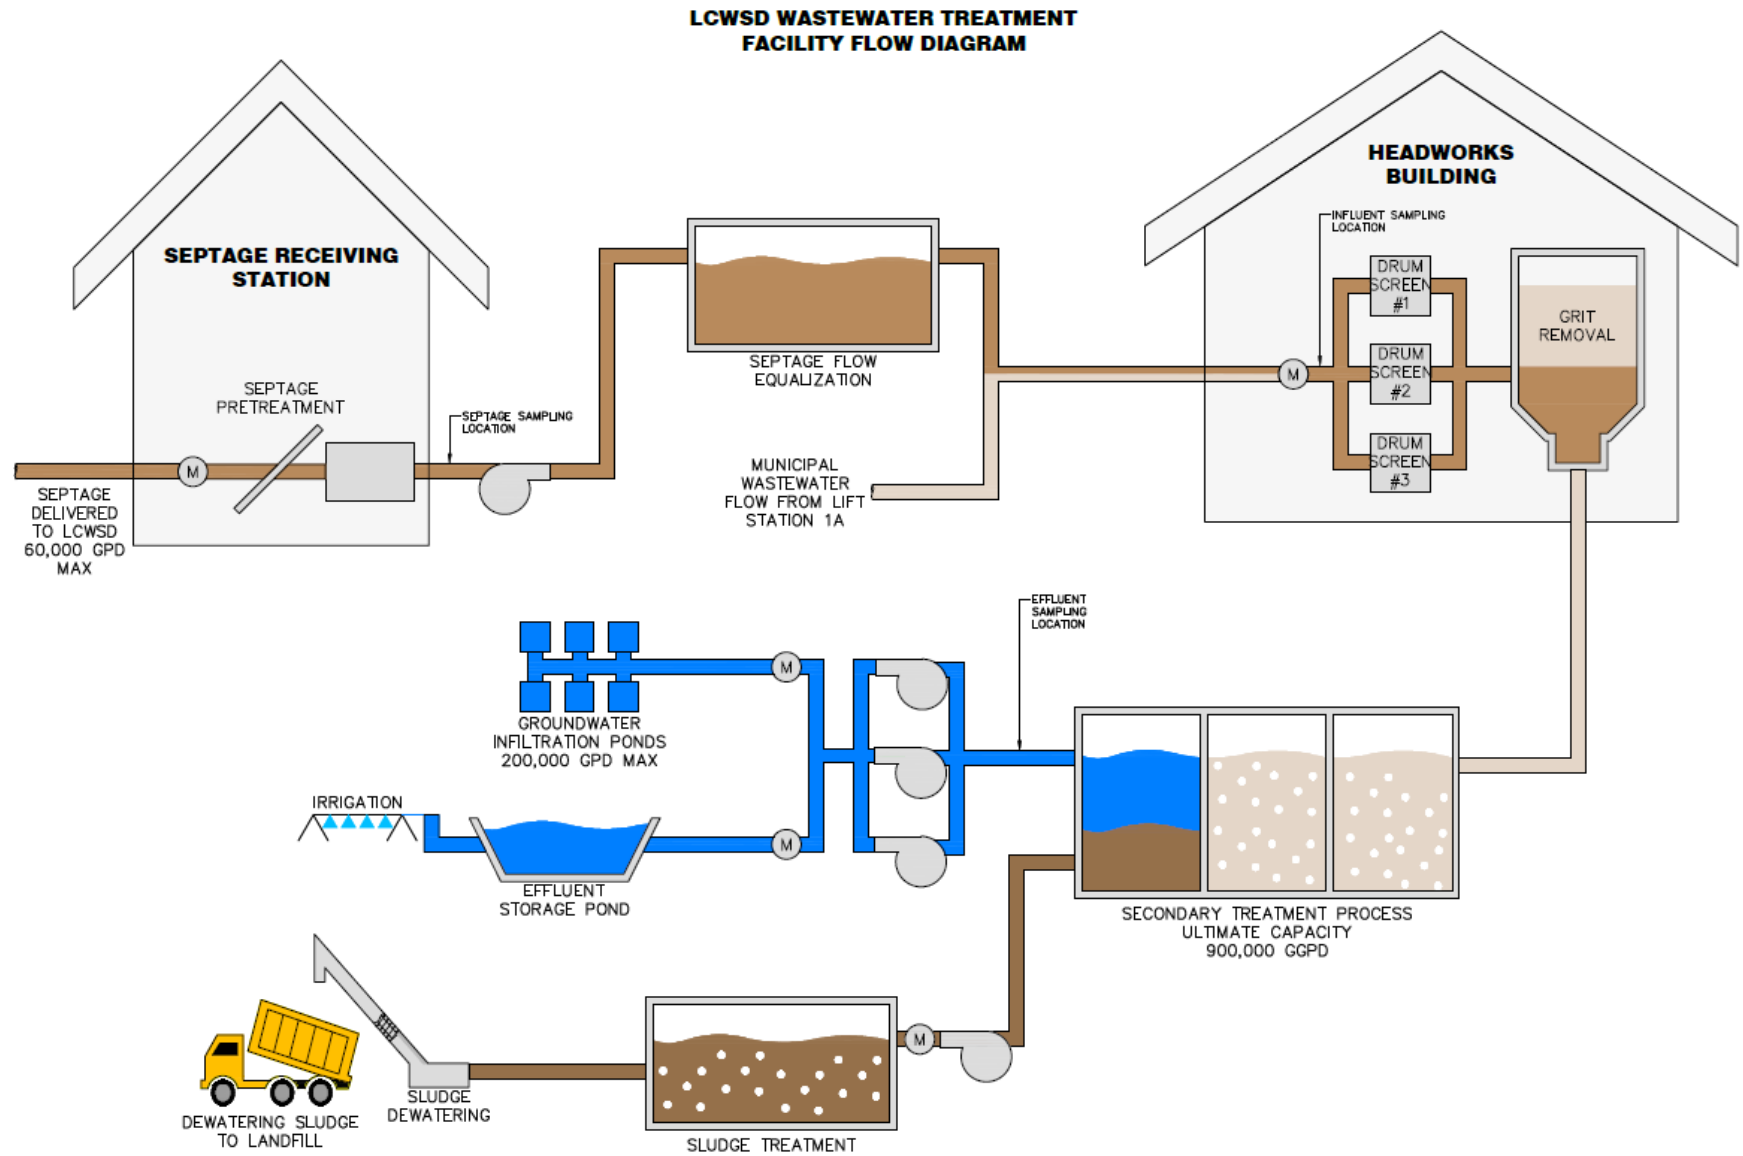 LCWSD WASTEWATER TREATMENT
FACILITY FLOW DIAGRAM
SEPTAGE RECEIVING
STATION
SEPTAGE
PRETREATMENT
M
SEPTAGE SAMPLING
LOCATION
SEPTAGE
DELIVERED
TO LCWSD
60,000 GPD
MAX
SEPTAGE FLOW
EQUALIZATION
MUNICIPAL
WASTEWATER
FLOW FROM LIFT
STATION 1A
HEADWORKS
BUILDING
INFLUENT SAMPLING
LOCATION
M
DRUM
SCREEN
#1
DRUM
SCREEN
#2
DRUM
SCREEN
#3
GRIT
REMOVAL
EFFLUENT
SAMPLING
LOCATION
M
GROUNDWATER
INFILTRATION PONDS
200,000 GPD MAX
IRRIGATION
M
EFFLUENT
STORAGE POND
SECONDARY TREATMENT PROCESS
ULTIMATE CAPACITY
900,000 GGPD
M
SLUDGE
DEWATERING
DEWATERING SLUDGE
TO LANDFILL
SLUDGE TREATMENT